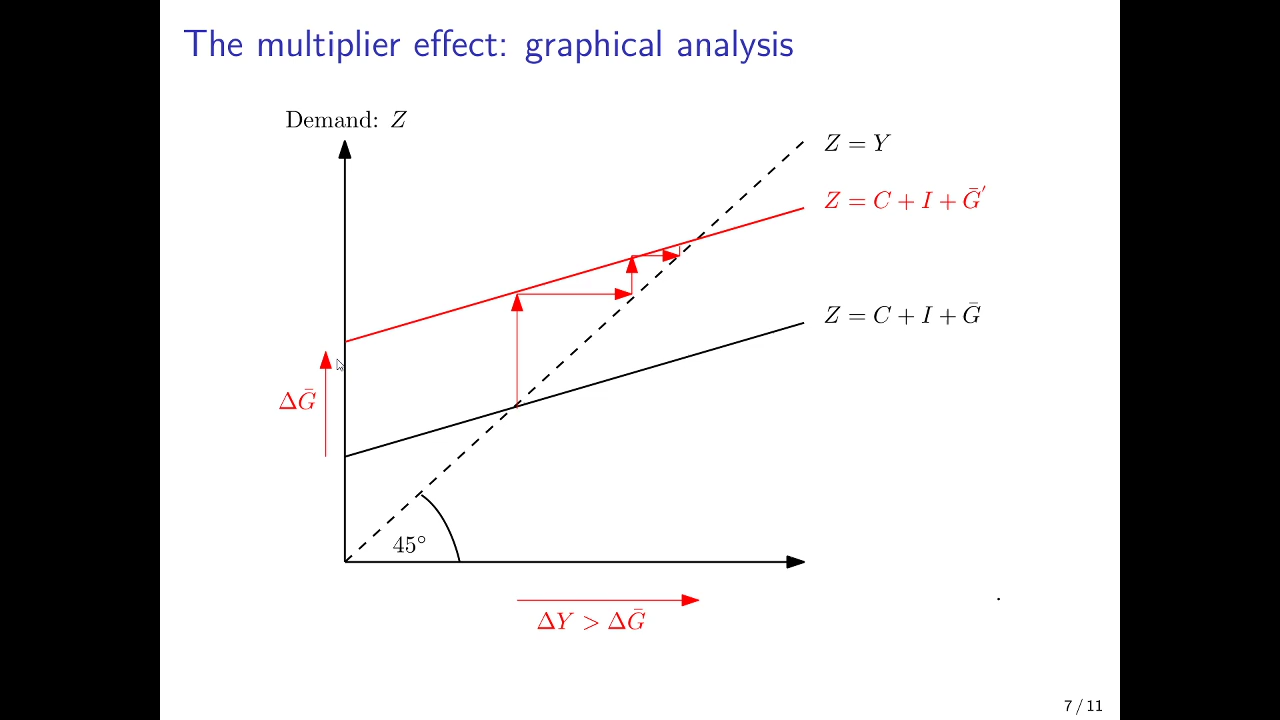 The multiplier effect: graphical analysis
Demand: Z
Z = Y
Z = C + I + Ḡ′
Z = C + I + Ḡ
ΔḠ
45°
ΔY > ΔḠ
7 / 11